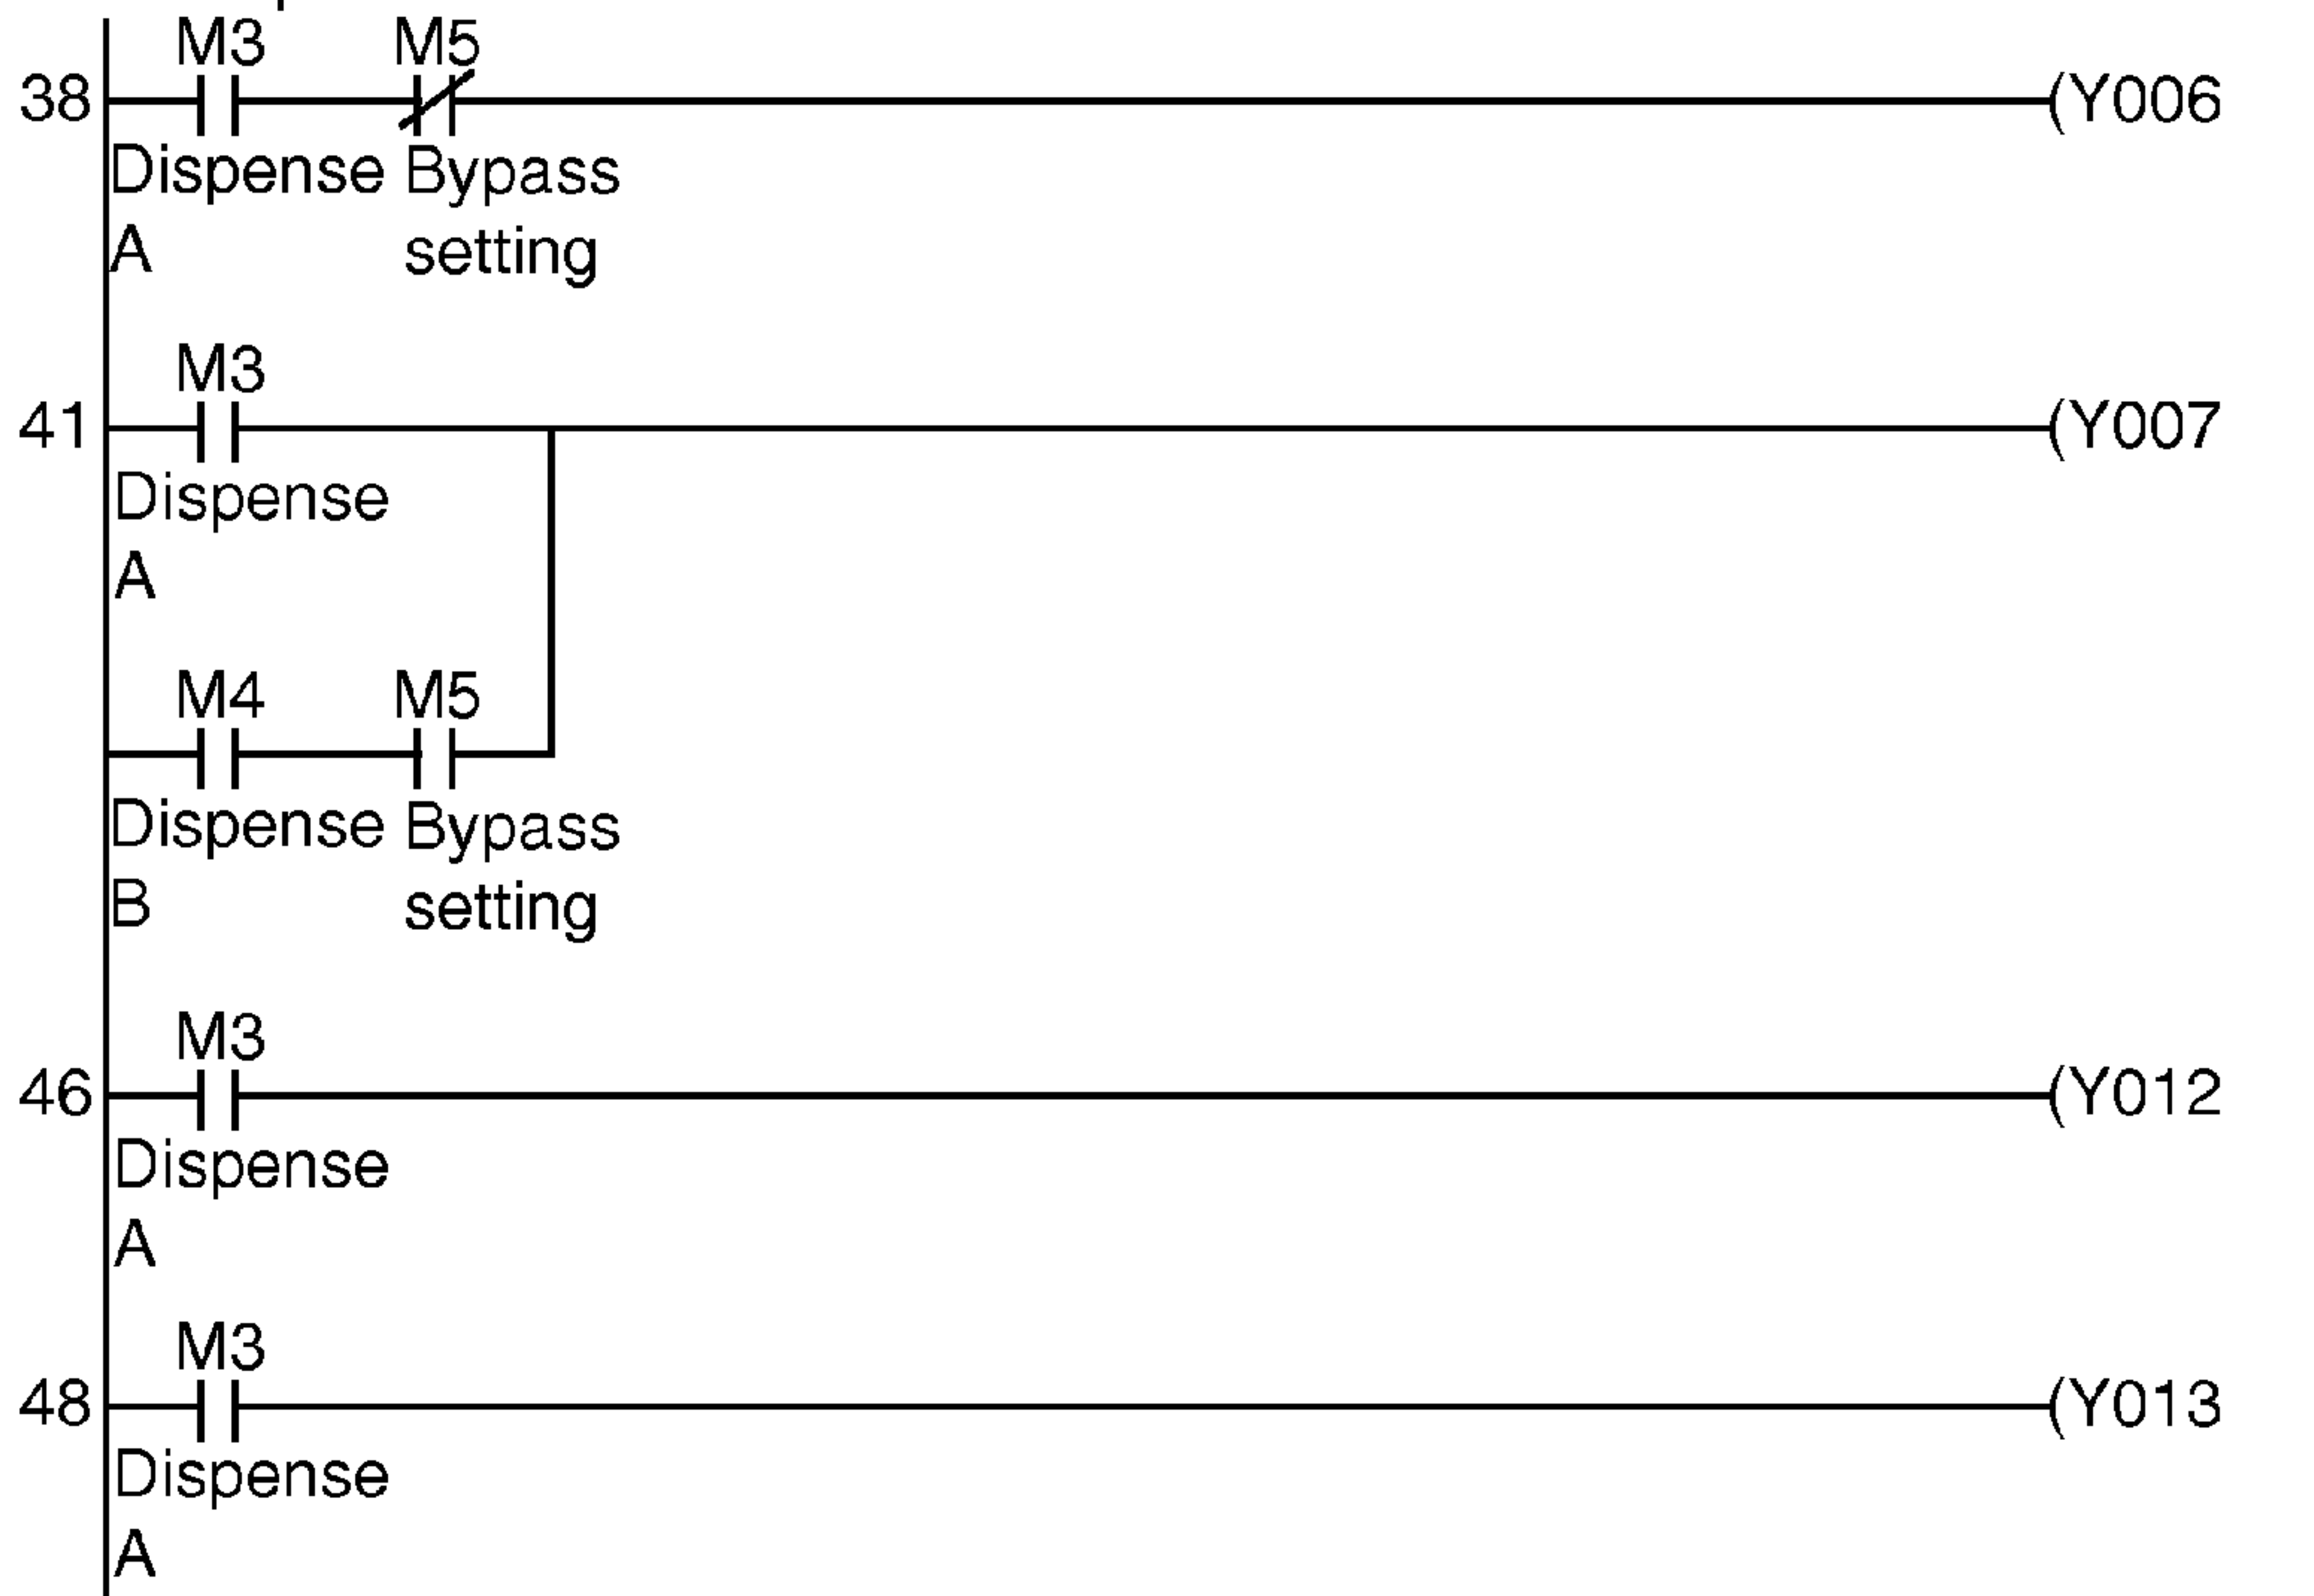 M3 M5
38 (Y006
Dispense Bypass
A setting
M3
41 (Y007
Dispense
A
M4 M5
Dispense Bypass
B setting
M3
46 (Y012
Dispense
A
M3
48 (Y013
Dispense
A